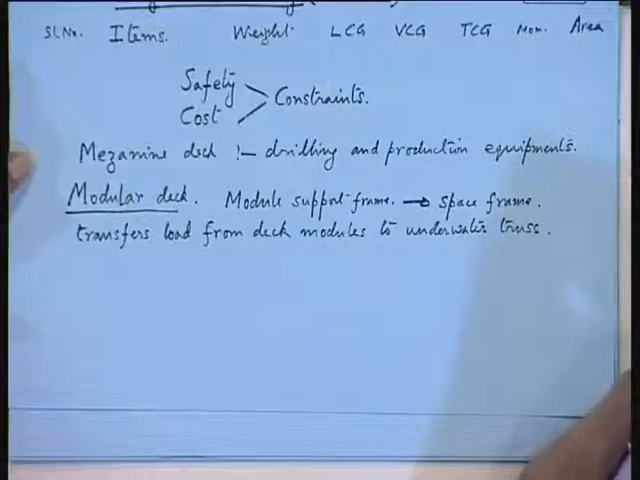 Sl.No. Items. Weight. LCG VCG TCG Mom. Area
Safety
Cost
Constraints.
Mezanine deck :- drilling and production equipments.
Modular deck. Module support frame. → space frame.
transfers load from deck modules to underwater truss.